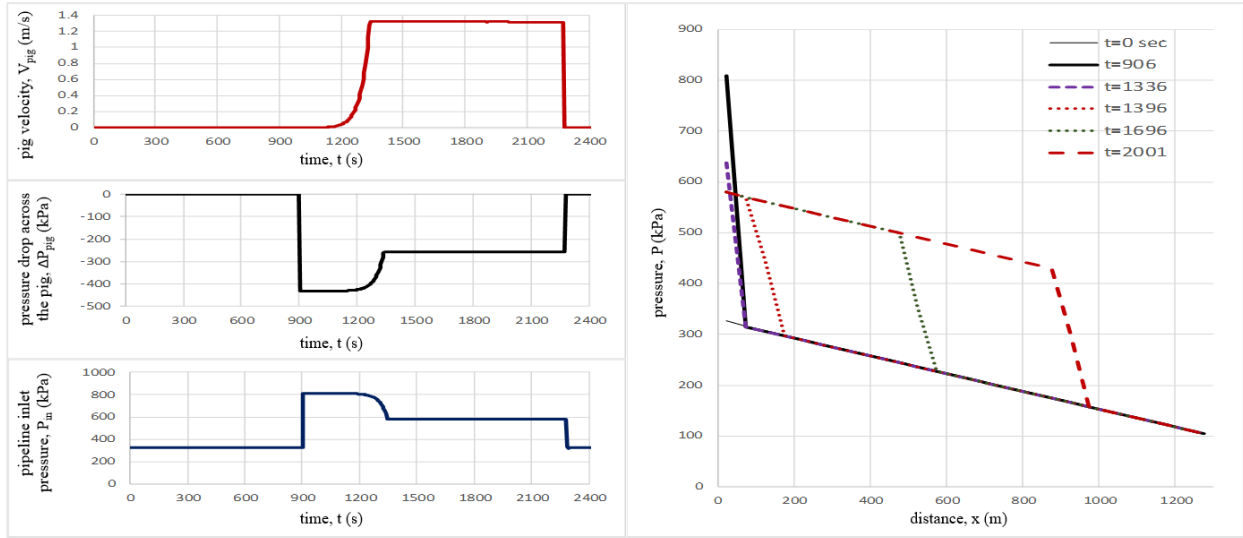 pig velocity, Vpig (m/s)
1.4
1.2
1
0.8
0.6
0.4
0.2
0
0 300 600 900 1200 1500 1800 2100 2400
time, t (s)
pressure drop across
the pig, ΔPpig (kPa)
0
-100
-200
-300
-400
-500
0 300 600 900 1200 1500 1800 2100 2400
time, t (s)
pipeline inlet
pressure, Pin (kPa)
1000
800
600
400
200
0
0 300 600 900 1200 1500 1800 2100 2400
time, t (s)
pressure, P (kPa)
900
800
700
600
500
400
300
200
100
0
0 200 400 600 800 1000 1200
distance, x (m)
t=0 sec
t=906
t=1336
t=1396
t=1696
t=2001